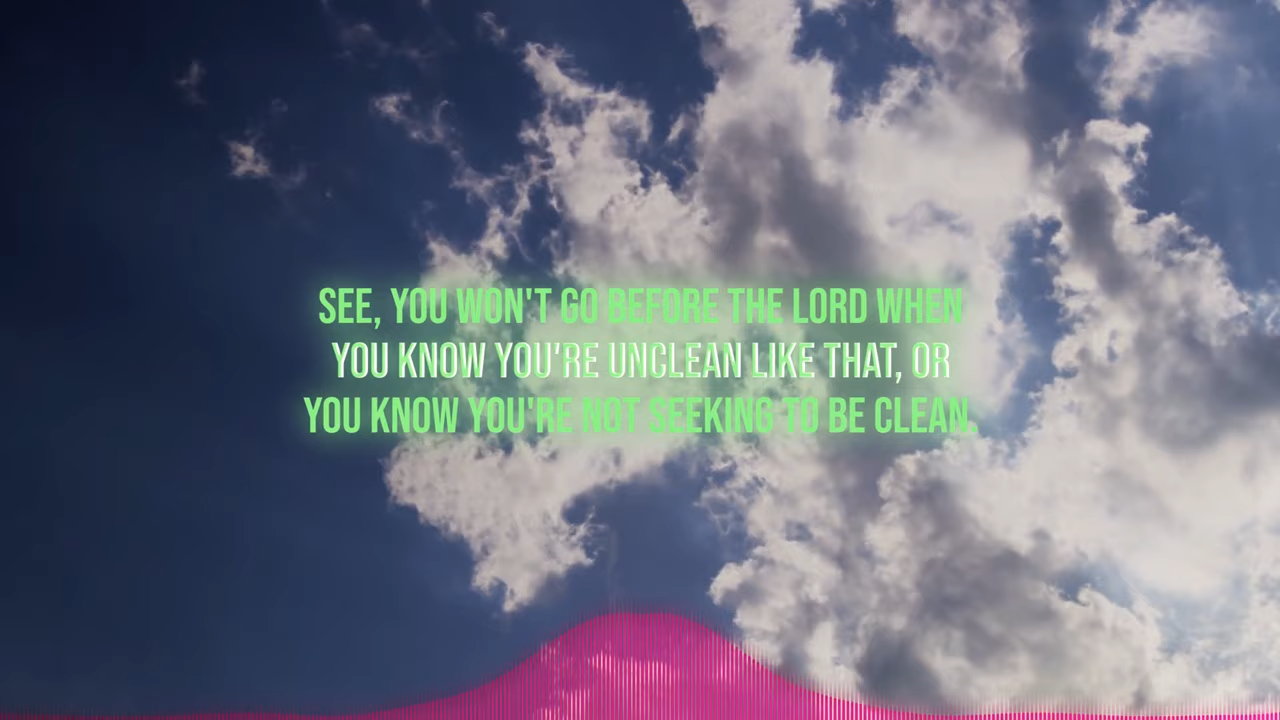 SEE, YOU WON'T GO BEFORE THE LORD WHEN
YOU KNOW YOU'RE UNCLEAN LIKE THAT, OR
YOU KNOW YOU'RE NOT SEEKING TO BE CLEAN.